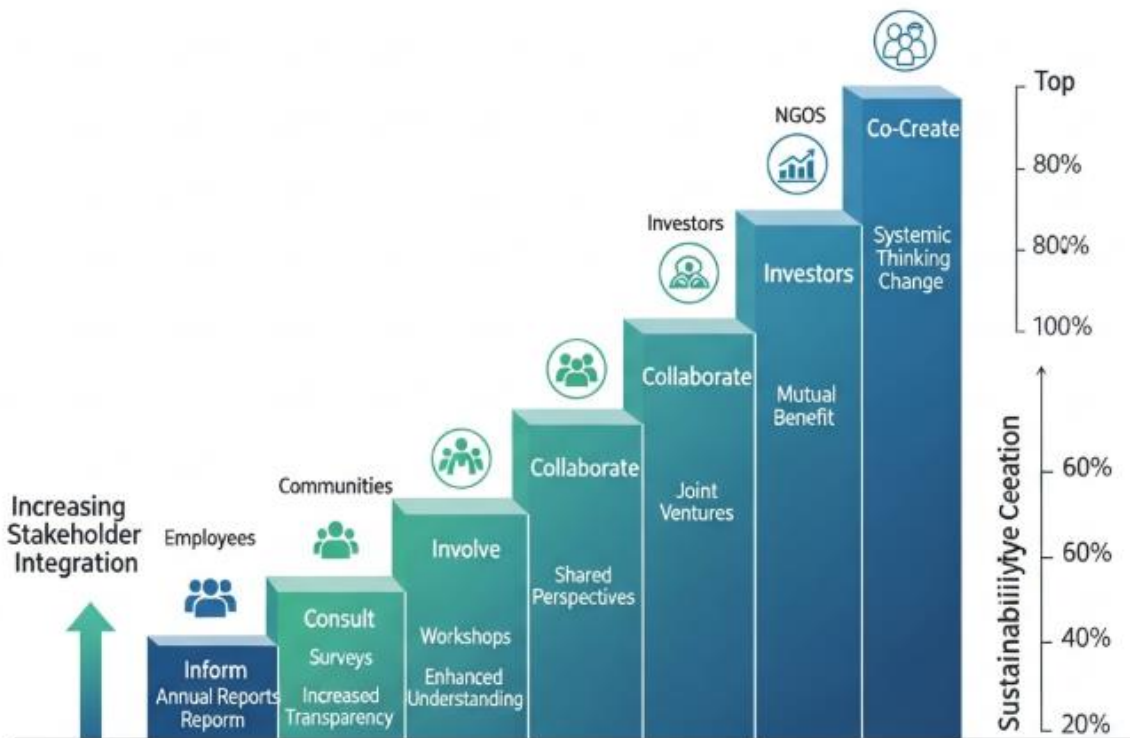 Top
NGOS
Co-Create
80%
Investors
Systemic
Thinking
Change
800%
Investors
100%
Collaborate
Mutual
Benefit
Collaborate
60%
Communities
Joint
Ventures
Increasing
Stakeholder
Integration
Employees
Involve
60%
Shared
Perspectives
Consult
Workshops
40%
Surveys
Inform
Enhanced
Understanding
Annual Reports
Reporm
Increased
Transparency
20%